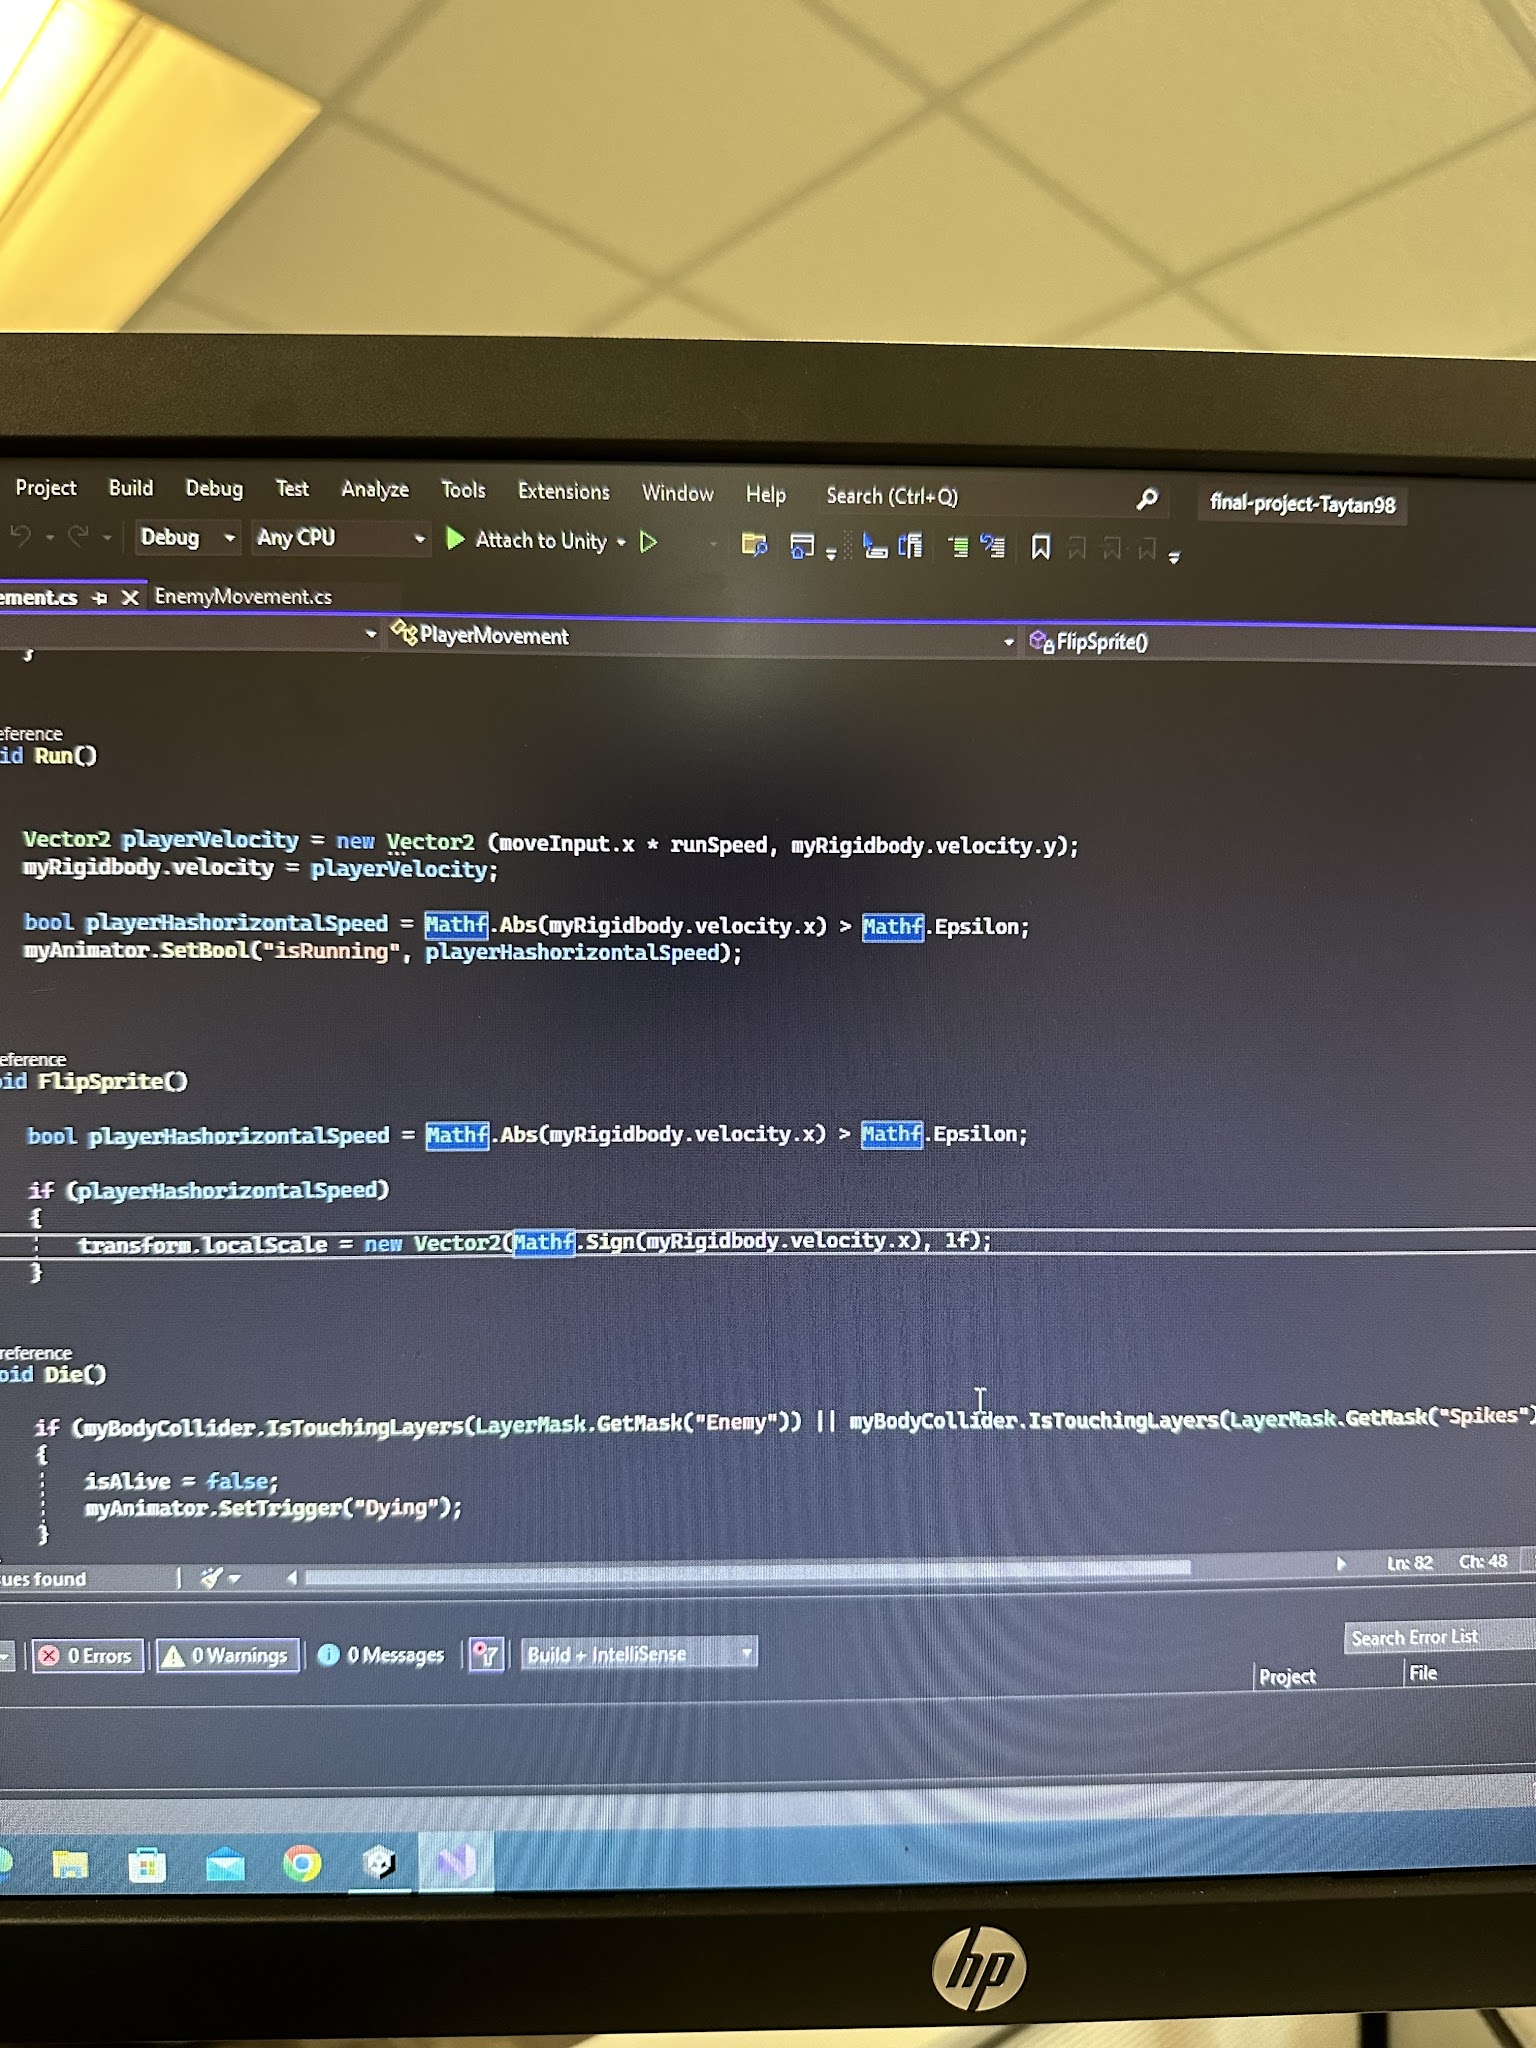 Project Build Debug Test Analyze Tools Extensions Window Help Search (Ctrl+Q) final-project-Taytan98
Debug Any CPU Attach to Unity
ement.cs EnemyMovement.cs
PlayerMovement FlipSprite()
}
eference
id Run()
Vector2 playerVelocity = new Vector2 (moveInput.x * runSpeed, myRigidbody.velocity.y);
myRigidbody.velocity = playerVelocity;
bool playerHashorizontalSpeed = Mathf.Abs(myRigidbody.velocity.x) > Mathf.Epsilon;
myAnimator.SetBool("isRunning", playerHashorizontalSpeed);
eference
oid FlipSprite()
bool playerHashorizontalSpeed = Mathf.Abs(myRigidbody.velocity.x) > Mathf.Epsilon;
if (playerHashorizontalSpeed)
{
transform.localScale = new Vector2(Mathf.Sign(myRigidbody.velocity.x), 1f);
}
reference
oid Die()
if (myBodyCollider.IsTouchingLayers(LayerMask.GetMask("Enemy")) || myBodyCollider.IsTouchingLayers(LayerMask.GetMask("Spikes")
{
isAlive = false;
myAnimator.SetTrigger("Dying");
}
ues found Ln: 82 Ch: 48
0 Errors 0 Warnings 0 Messages Build + IntelliSense Search Error List
Project File
hp